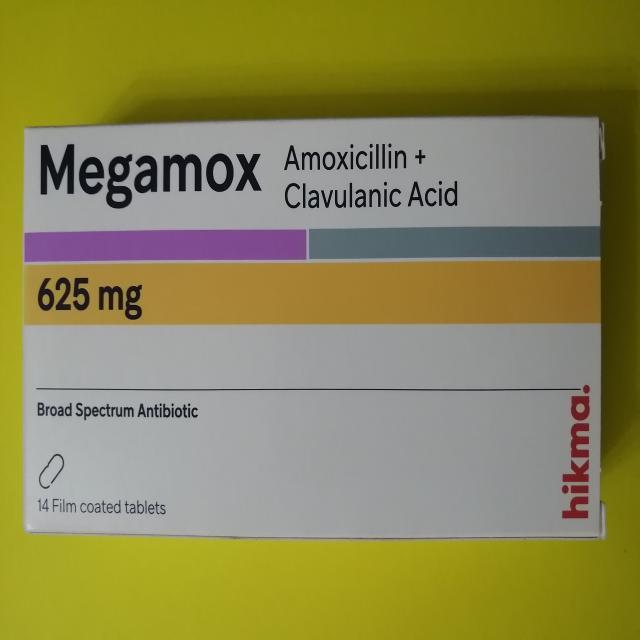 Megamox
Amoxicillin +
Clavulanic Acid
625 mg
Broad Spectrum Antibiotic
14 Film coated tablets
hikma.